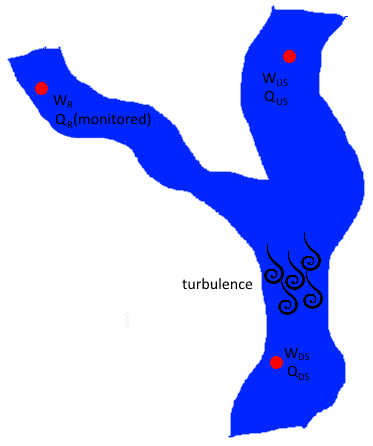 W_R
Q_R(monitored)
W_US
Q_US
turbulence
W_DS
Q_DS